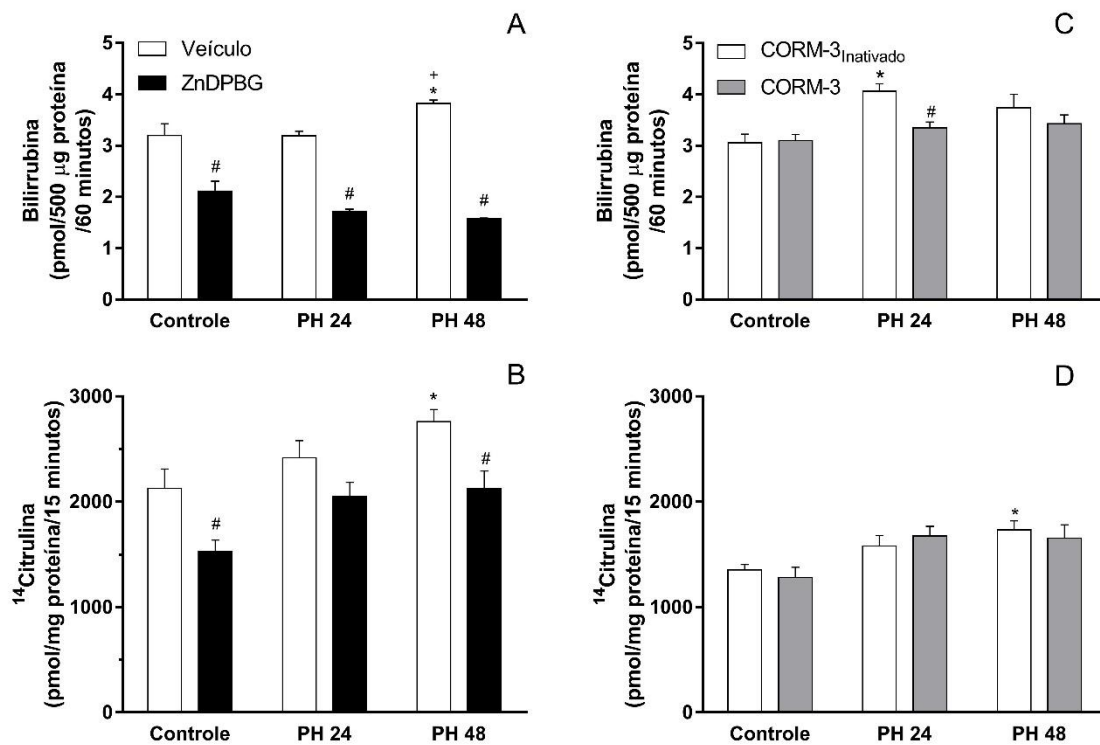 A
Bilirrubina
(pmol/500 µg proteína
/60 minutos)
5
4
3
2
1
0
Veículo
ZnDPBG
#
#
+
*
#
Controle PH 24 PH 48
C
Bilirrubina
(pmol/500 µg proteína
/60 minutos)
5
4
3
2
1
0
CORM-3Inativado
CORM-3
*
#
Controle PH 24 PH 48
B
14Citrulina
(pmol/mg proteína/15 minutos)
3000
2000
1000
0
#
*
#
Controle PH 24 PH 48
D
14Citrulina
(pmol/mg proteína/15 minutos)
3000
2000
1000
0
*
Controle PH 24 PH 48